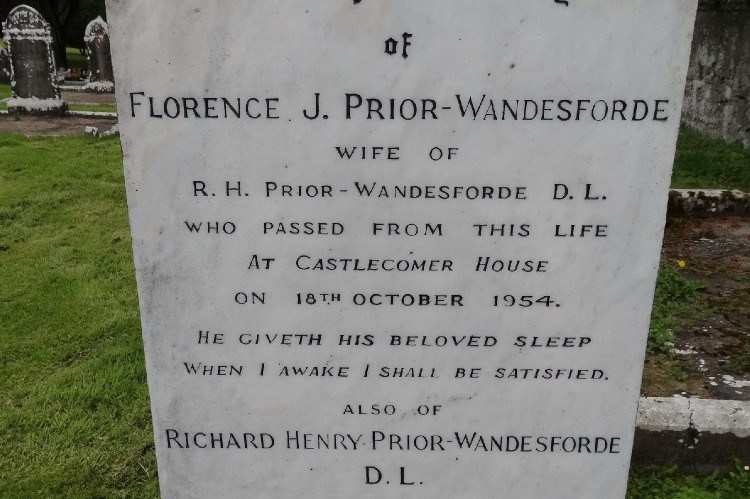 of
FLORENCE J. PRIOR-WANDESFORDE
WIFE OF
R. H. PRIOR-WANDESFORDE D. L.
WHO PASSED FROM THIS LIFE
AT CASTLECOMER HOUSE
ON 18TH OCTOBER 1954.
HE GIVETH HIS BELOVED SLEEP
WHEN I AWAKE I SHALL BE SATISFIED.
ALSO OF
RICHARD HENRY PRIOR-WANDESFORDE
D. L.